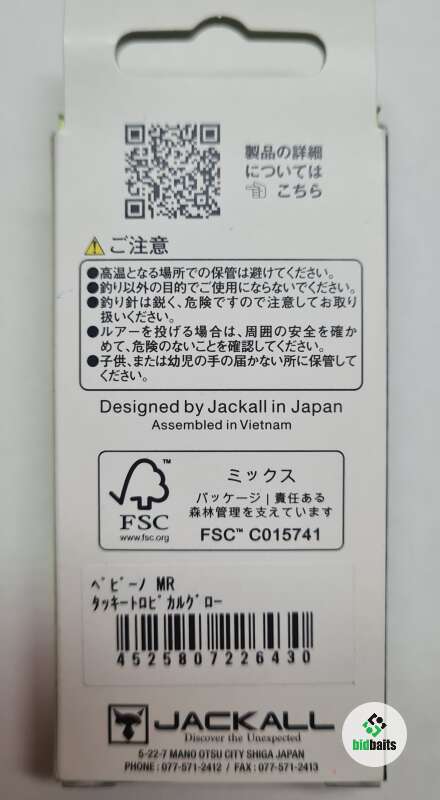 製品の詳細
については
こちら
ご注意
●高温となる場所での保管は避けてください。
●釣り以外の目的でご使用にならないでください。
●釣り針は鋭く、危険ですので注意してお取り
扱いください。
●ルアーを投げる場合は、周囲の安全を確か
めて、危険のないことを確認してください。
●子供、または幼児の手の届かない所に保管して
ください。
Designed by Jackall in Japan
Assembled in Vietnam
FSC™
www.fsc.org
ミックス
パッケージ | 責任ある
森林管理を支えています
FSC™ C015741
ﾍﾞﾋﾞｰﾉ MR
ﾀｯｷｰﾄﾛﾋﾟｶﾙｸﾞﾛｰ
4525807226430
JACKALL
Discover the Unexpected
5-22-7 MANO OTSU CITY SHIGA JAPAN
PHONE : 077-571-2412 / FAX : 077-571-2413
bidbaits